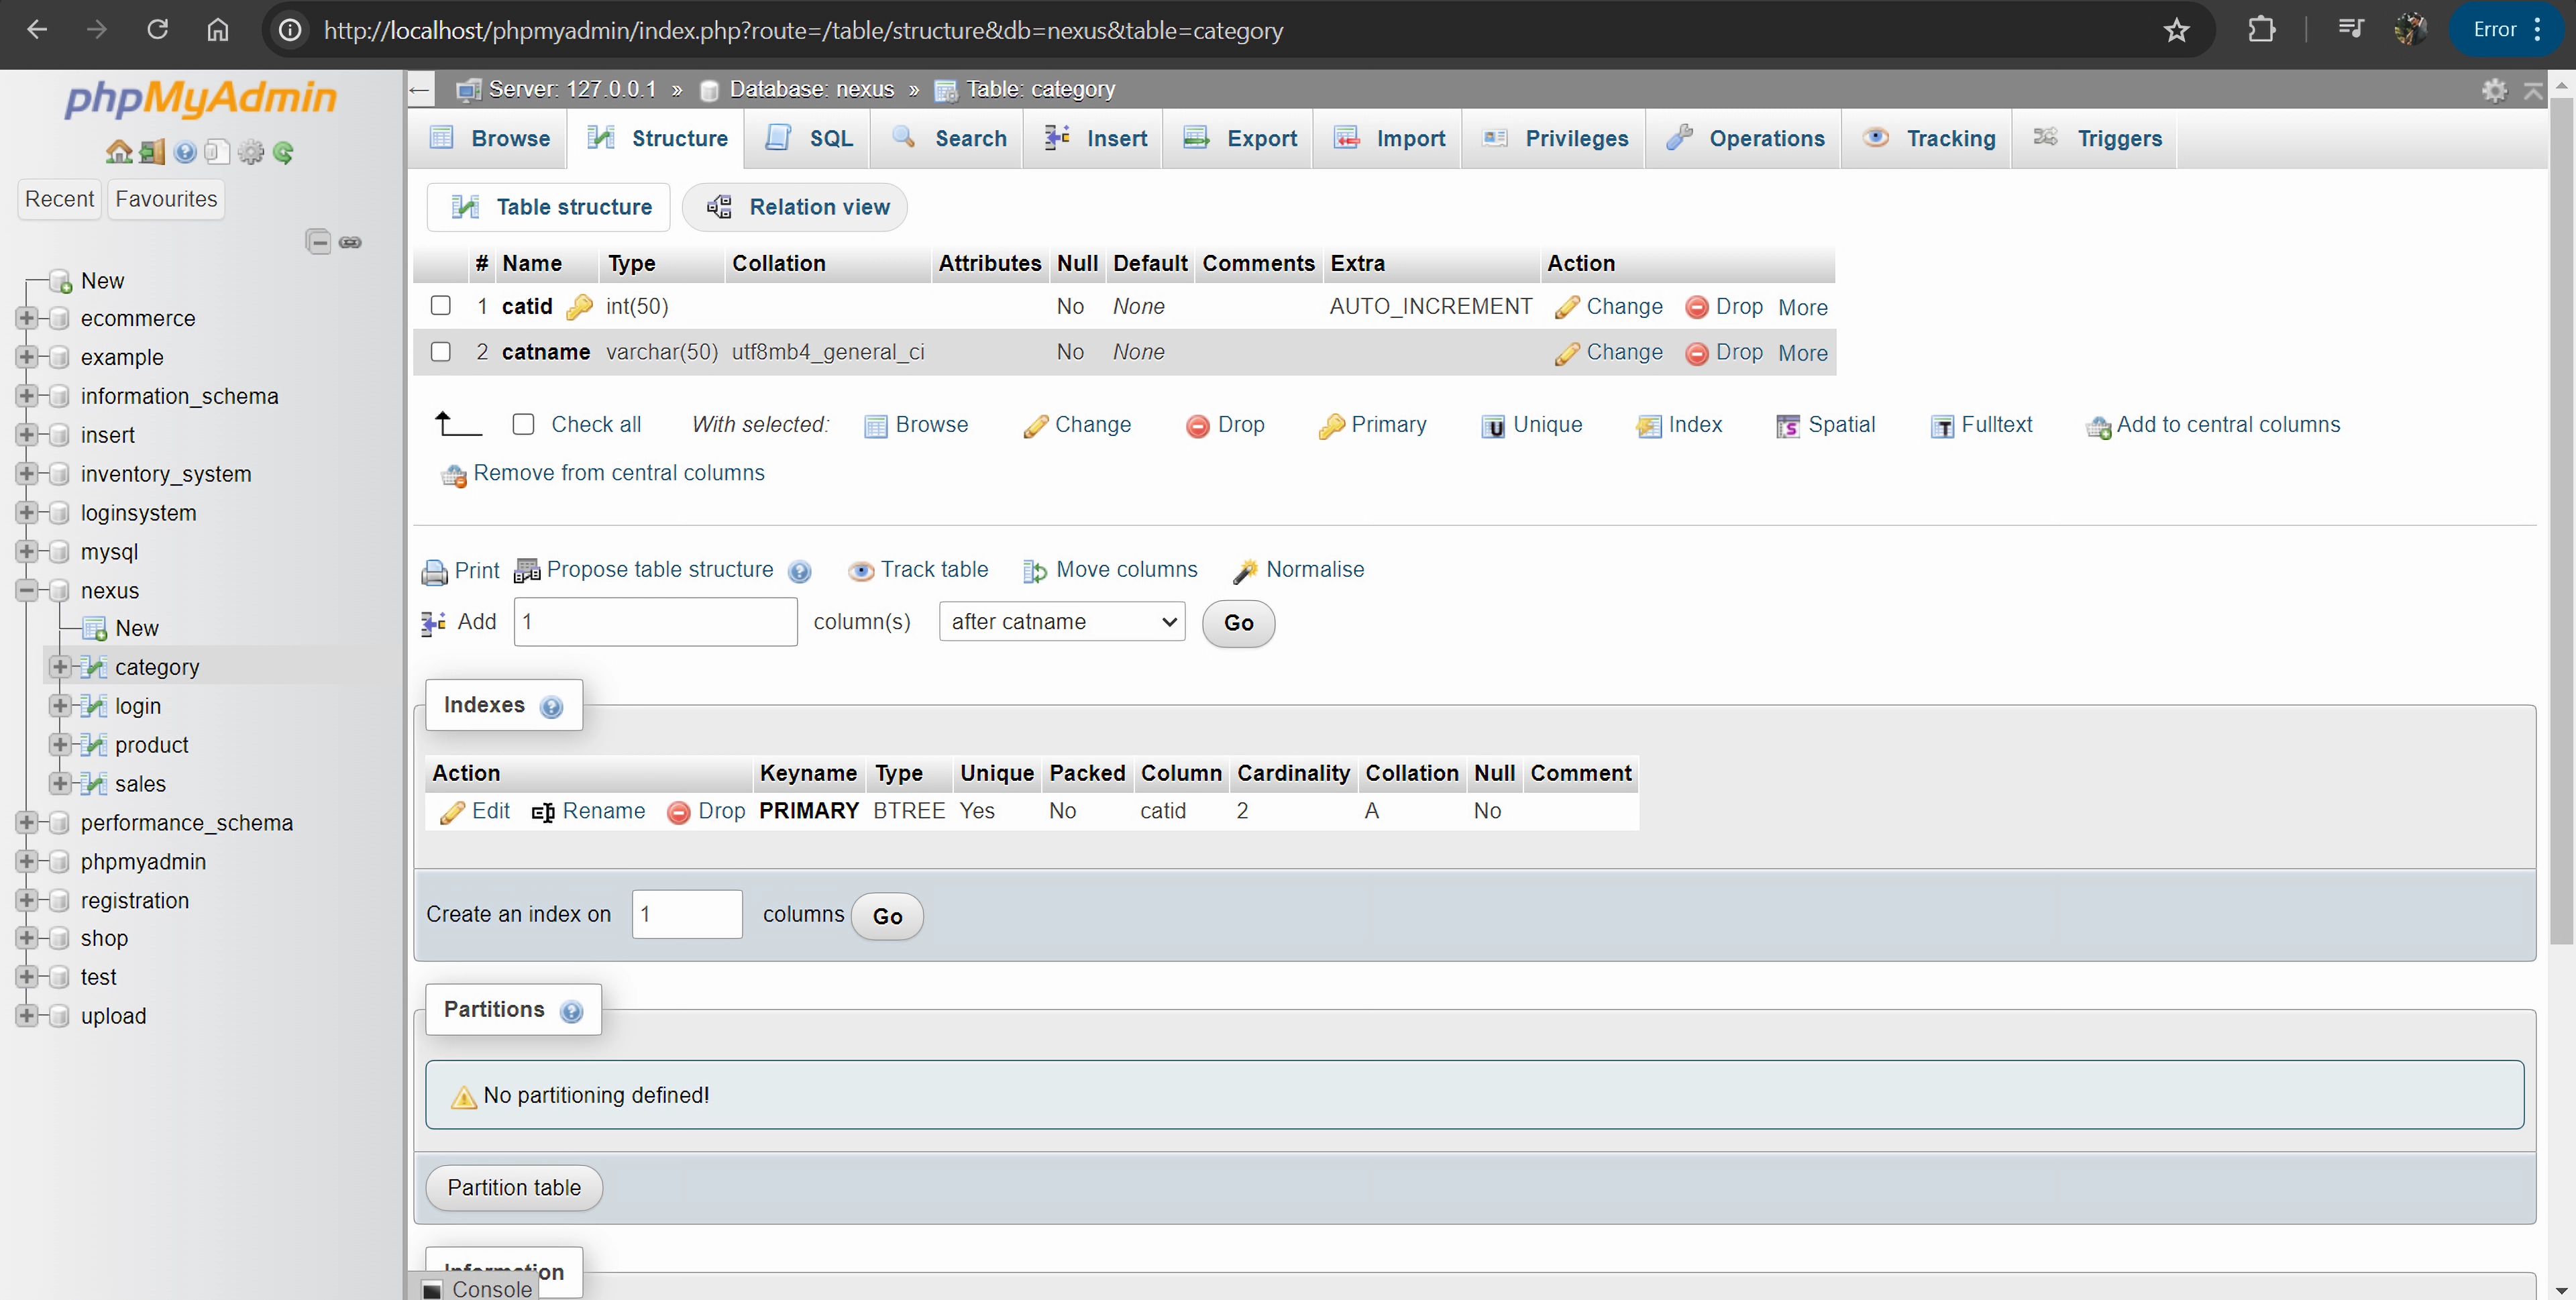 http://localhost/phpmyadmin/index.php?route=/table/structure&db=nexus&table=category
Error
phpMyAdmin
Recent Favourites
New
ecommerce
example
information_schema
insert
inventory_system
loginsystem
mysql
nexus
New
category
login
product
sales
performance_schema
phpmyadmin
registration
shop
test
upload
Server: 127.0.0.1 » Database: nexus » Table: category
Browse Structure SQL Search Insert Export Import Privileges Operations Tracking Triggers
Table structure Relation view
# Name Type Collation Attributes Null Default Comments Extra Action
1 catid int(50) No None AUTO_INCREMENT Change Drop More
2 catname varchar(50) utf8mb4_general_ci No None Change Drop More
Check all With selected: Browse Change Drop Primary Unique Index Spatial Fulltext Add to central columns
Remove from central columns
Print Propose table structure Track table Move columns Normalise
Add 1 column(s) after catname Go
Indexes
Action Keyname Type Unique Packed Column Cardinality Collation Null Comment
Edit Rename Drop PRIMARY BTREE Yes No catid 2 A No
Create an index on 1 columns Go
Partitions
No partitioning defined!
Partition table
Information
Console